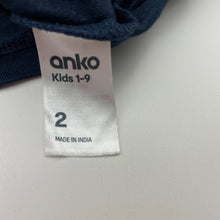 anko
Kids 1-9
2
MADE IN INDIA